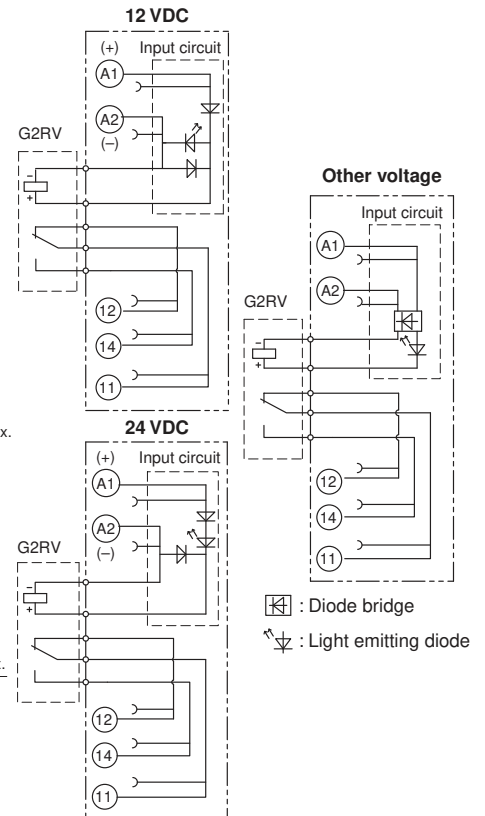 12 VDC
(+) Input circuit
A1
A2
(–)
G2RV
–
+
12
14
11
Other voltage
Input circuit
A1
A2
G2RV
–
+
12
14
11
x.
24 VDC
(+) Input circuit
A1
A2
(–)
G2RV
–
+
12
14
11
: Diode bridge
: Light emitting diode